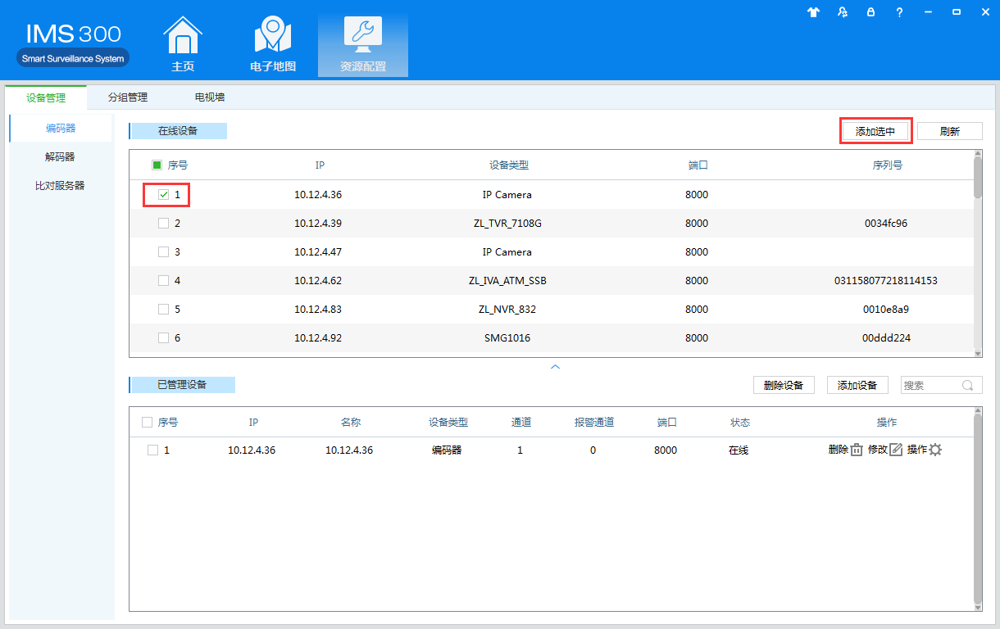 IMS 300
Smart Surveillance System
主页
电子地图
资源配置
设备管理
分组管理
电视墙
编码器
解码器
比对服务器
在线设备
添加选中
刷新
序号 IP 设备类型 端口 序列号
1 10.12.4.36 IP Camera 8000
2 10.12.4.39 ZL_TVR_7108G 8000 0034fc96
3 10.12.4.47 IP Camera 8000
4 10.12.4.62 ZL_IVA_ATM_SSB 8000 031158077218114153
5 10.12.4.83 ZL_NVR_832 8000 0010e8a9
6 10.12.4.92 SMG1016 8000 00ddd224
已管理设备
删除设备
添加设备
搜索
序号 IP 名称 设备类型 通道 报警通道 端口 状态 操作
1 10.12.4.36 10.12.4.36 编码器 1 0 8000 在线 删除 修改 操作